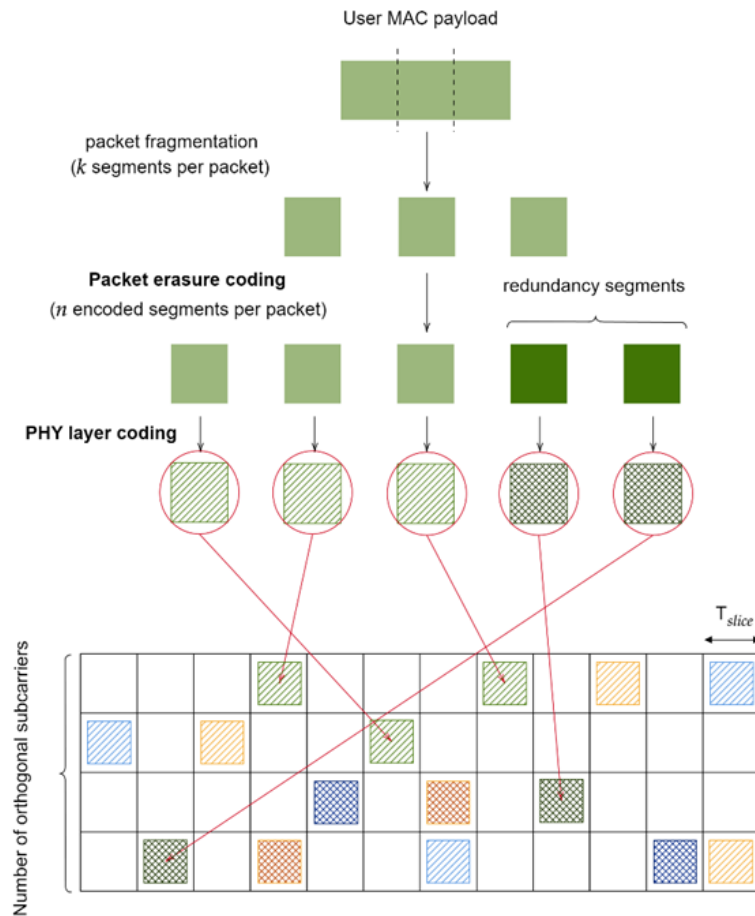 User MAC payload
packet fragmentation
(k segments per packet)
Packet erasure coding
(n encoded segments per packet)
redundancy segments
PHY layer coding
T_slice
Number of orthogonal subcarriers